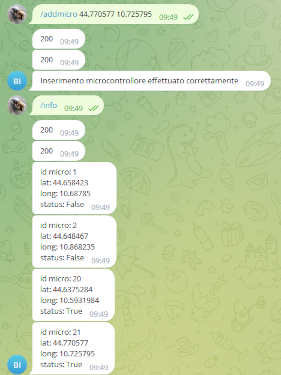 /addmicro 44.770577 10.725795 09:49
200 09:49
200 09:49
Inserimento microcontrollore effettuato correttamente 09:49
BI
/info 09:49
200 09:49
200 09:49
id micro: 1
lat: 44.658423
long: 10.68785
status: False 09:49
id micro: 2
lat: 44.648467
long: 10.868235
status: False 09:49
id micro: 20
lat: 44.6375284
long: 10.5931984
status: True 09:49
id micro: 21
lat: 44.770577
long: 10.725795
status: True 09:49
BI